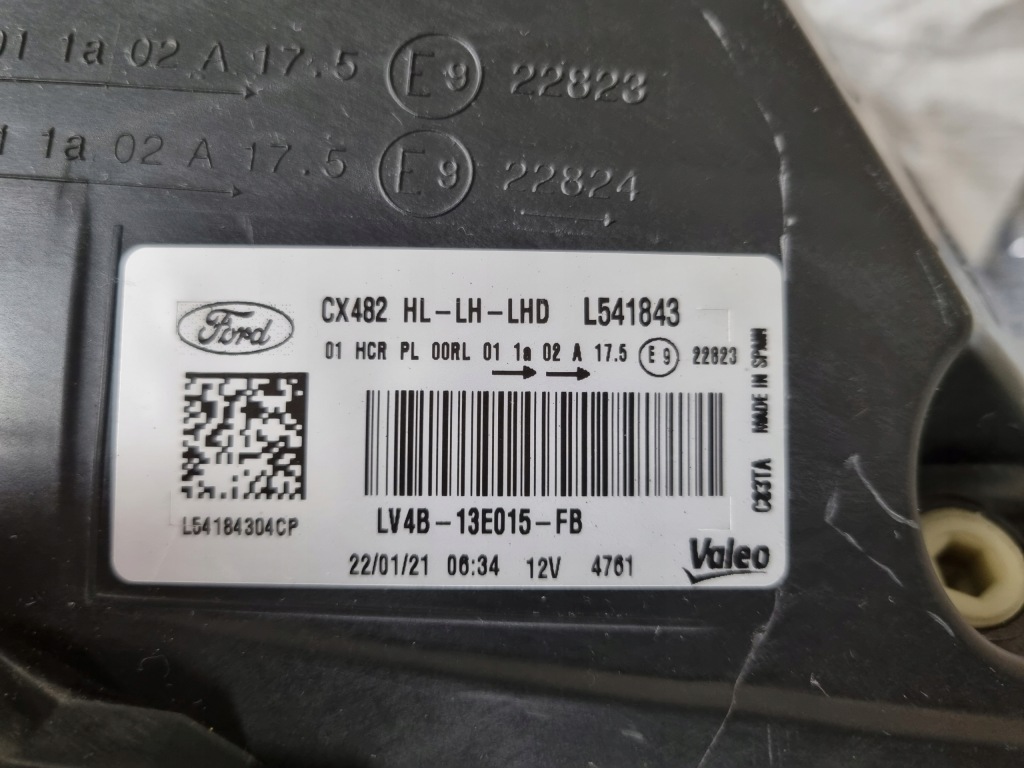 01 1a 02 A 17.5 E9 22823
1 1a 02 A 17.5 E9 22824
Ford CX482 HL-LH-LHD L541843
01 HCR PL 00RL 01 1a 02 A 17.5 E9 22823
L54184304CP
LV4B-13E015-FB
22/01/21 06:34 12V 4761 Valeo
C83TA MADE IN SPAIN